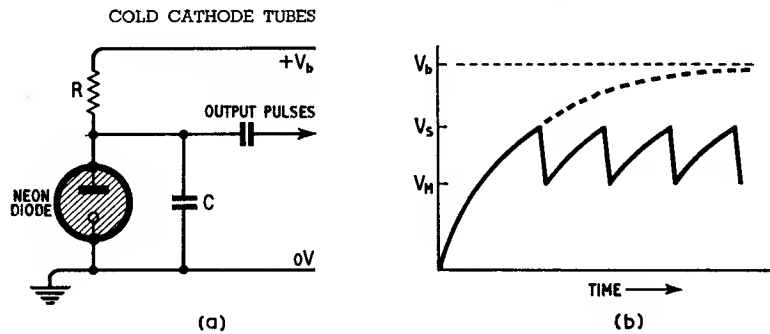 COLD CATHODE TUBES
+Vb
R
OUTPUT PULSES
NEON
DIODE
C
0V
(a)
Vb
VS
VM
TIME
(b)